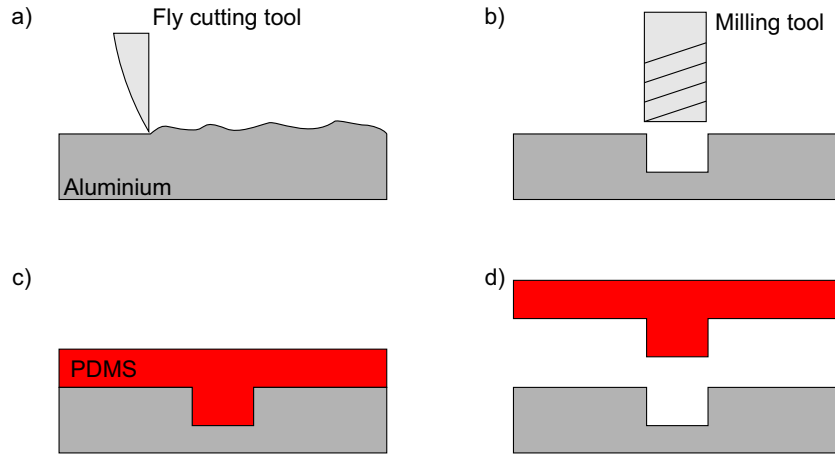 a)
Fly cutting tool
Aluminium
b)
Milling tool
c)
PDMS
d)